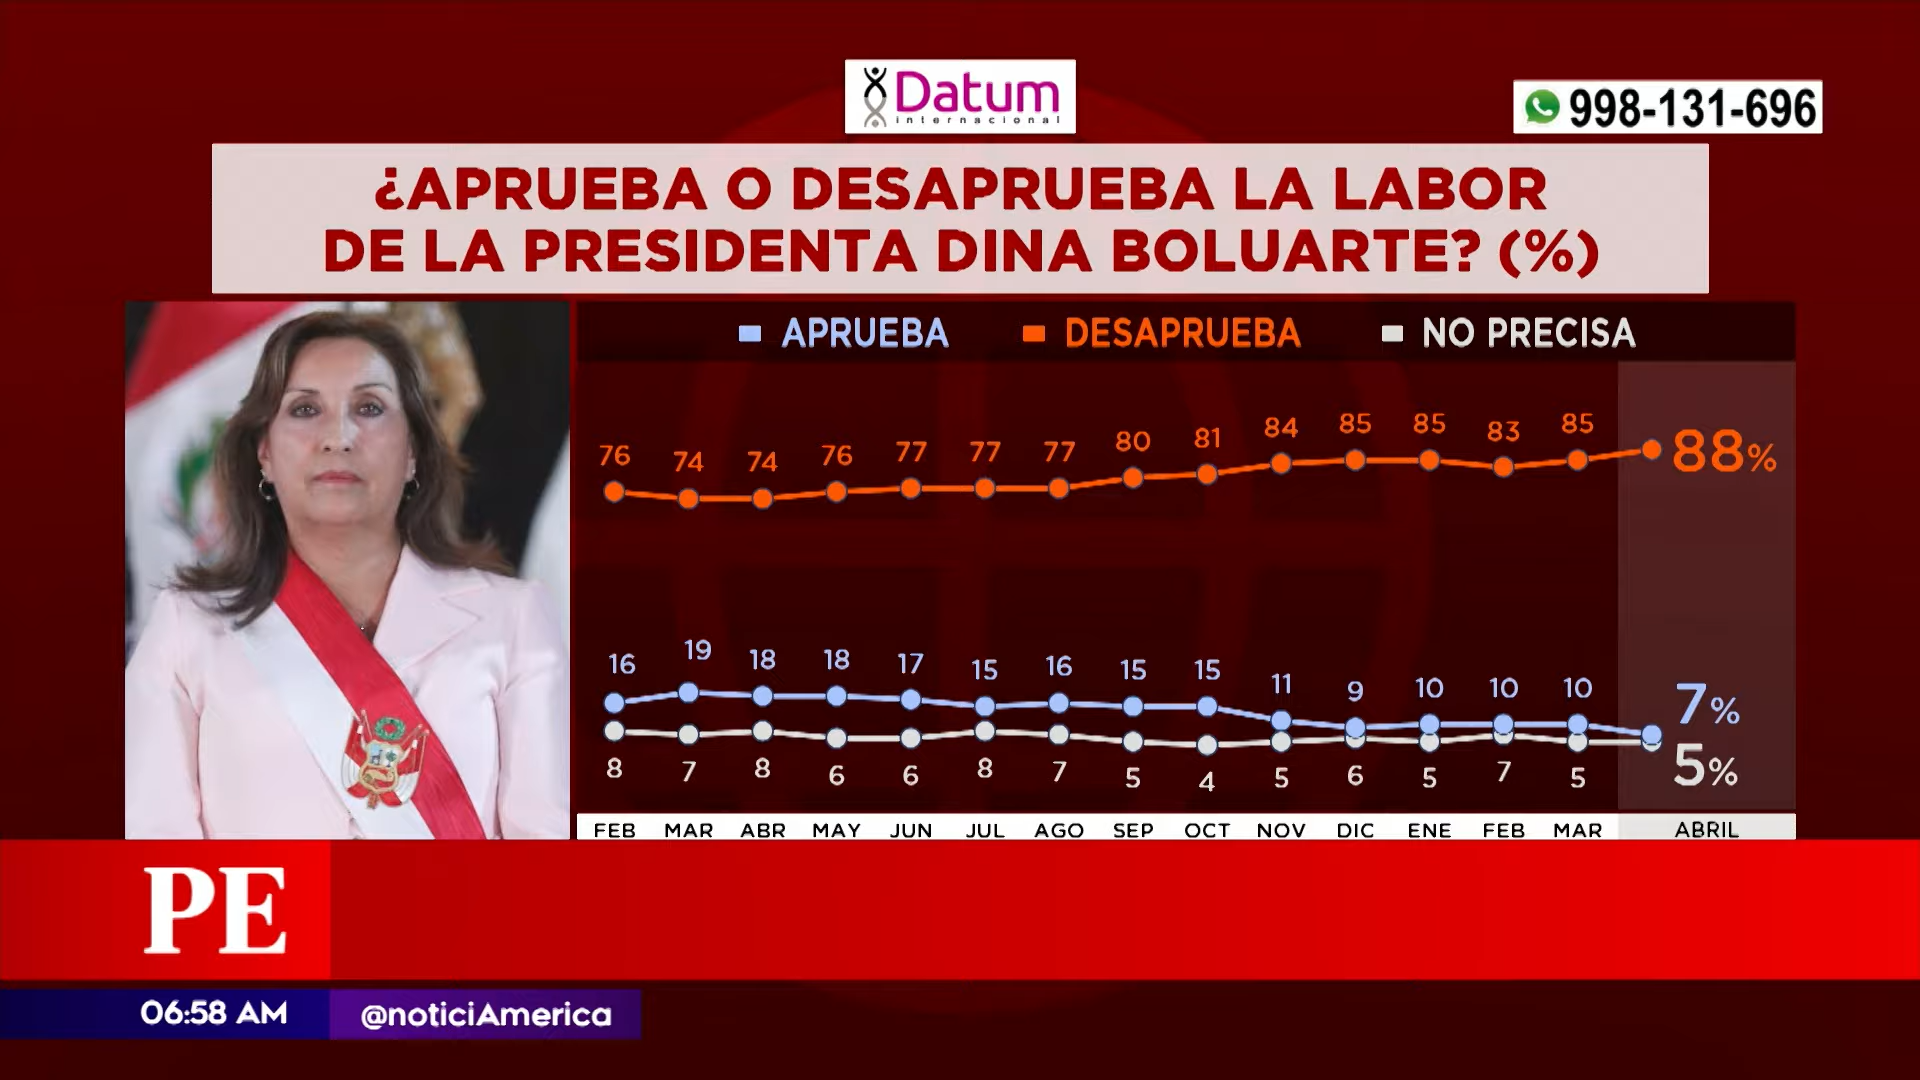 Datum
internacional
998-131-696
¿APRUEBA O DESAPRUEBA LA LABOR
DE LA PRESIDENTA DINA BOLUARTE? (%)
APRUEBA DESAPRUEBA NO PRECISA
76 74 74 76 77 77 77 80 81 84 85 85 83 85 88%
16 19 18 18 17 15 16 15 15 11 9 10 10 10 7%
8 7 8 6 6 8 7 5 4 5 6 5 7 5 5%
FEB MAR ABR MAY JUN JUL AGO SEP OCT NOV DIC ENE FEB MAR ABRIL
PE
06:58 AM @noticiAmerica